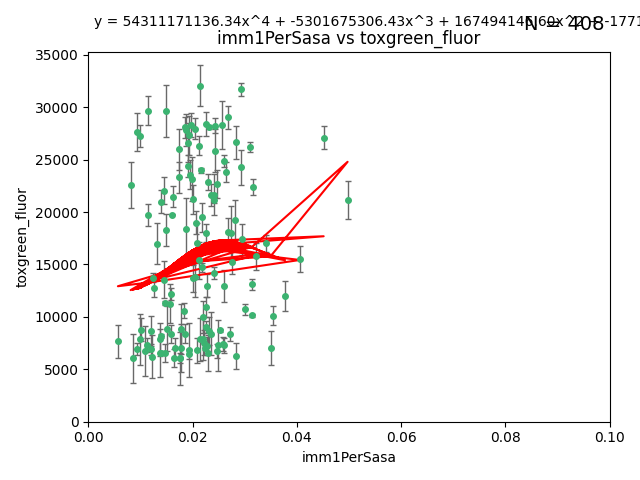 y = 54311171136.34x^4 + -5301675306.43x^3 + 
N = 408
imm1PerSasa vs toxgreen_fluor
35000
30000
25000
20000
15000
10000
5000
0
toxgreen_fluor
0.00 0.02 0.04 0.06 0.08 0.10
imm1PerSasa